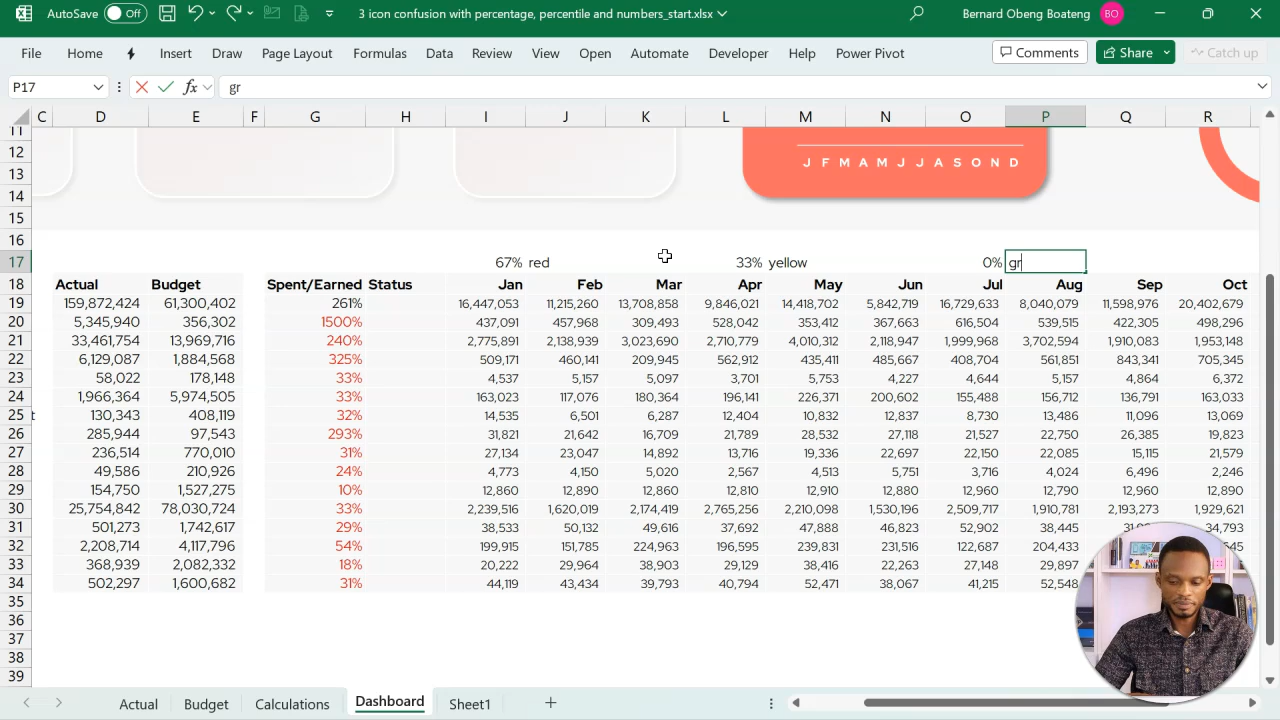 AutoSave Off 3 icon confusion with percentage, percentile and numbers_start.xlsx Bernard Obeng Boateng BO
File Home Insert Draw Page Layout Formulas Data Review View Open Automate Developer Help Power Pivot Comments Share Catch up
P17 fx gr
C D E F G H I J K L M N O P Q R
11
12 J F M A M J J A S O N D
13
14
15
16
17 67% red 33% yellow 0% gr
18 Actual Budget Spent/Earned Status Jan Feb Mar Apr May Jun Jul Aug Sep Oct
19 159,872,424 61,300,402 261% 16,447,053 11,215,260 13,708,858 9,846,021 14,418,702 5,842,719 16,729,633 8,040,079 11,598,976 20,402,679
20 5,345,940 356,302 1500% 437,091 457,968 309,493 528,042 353,412 367,663 616,504 539,515 422,305 498,296
21 33,461,754 13,969,716 240% 2,775,891 2,138,939 3,023,690 2,710,779 4,010,312 2,118,947 1,999,968 3,702,594 1,910,083 1,953,148
22 6,129,087 1,884,568 325% 509,171 460,141 209,945 562,912 435,411 485,667 408,704 561,851 843,341 705,345
23 58,022 178,148 33% 4,537 5,157 5,097 3,701 5,753 4,227 4,644 5,157 4,864 6,372
24 1,966,364 5,974,505 33% 163,023 117,076 180,364 196,141 226,371 200,602 155,488 156,712 136,791 163,033
25 t 130,343 408,119 32% 14,535 6,501 6,287 12,404 10,832 12,837 8,730 13,486 11,096 13,069
26 285,944 97,543 293% 31,821 21,642 16,709 21,789 28,532 27,118 21,527 22,750 26,385 19,823
27 236,514 770,010 31% 27,134 23,047 14,892 13,716 19,336 22,697 22,150 22,085 15,115 21,579
28 49,586 210,926 24% 4,773 4,150 5,020 2,567 4,513 5,751 3,716 4,024 6,496 2,246
29 154,750 1,527,275 10% 12,860 12,890 12,860 12,810 12,910 12,880 12,960 12,790 12,960 12,890
30 25,754,842 78,030,724 33% 2,239,516 1,620,019 2,174,419 2,765,256 2,210,098 1,530,196 2,509,717 1,910,781 2,193,273 1,929,621
31 501,273 1,742,617 29% 38,533 50,132 49,616 37,692 47,888 46,823 52,902 38,445 34,793
32 2,208,714 4,117,796 54% 199,915 151,785 224,963 196,595 239,831 231,516 122,687 204,433
33 368,939 2,082,332 18% 20,222 29,964 38,903 29,129 38,416 22,263 27,148 29,897
34 502,297 1,600,682 31% 44,119 43,434 39,793 40,794 52,471 38,067 41,215 52,548
35
36
37
38
39
Actual Budget Calculations Dashboard Sheet1